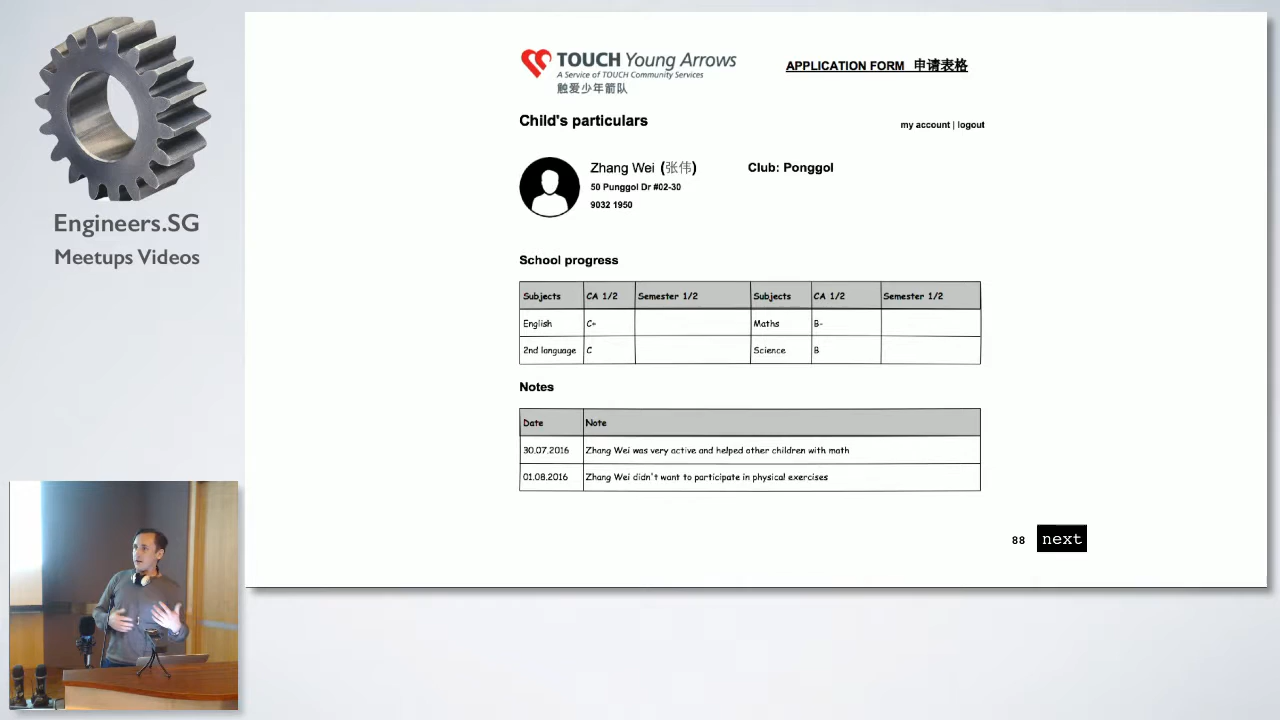 Engineers.SG
Meetups Videos
TOUCH Young Arrows
A Service of TOUCH Community Services
触爱少年箭队
APPLICATION FORM 申请表格
Child's particulars
my account | logout
Zhang Wei (张伟)
Club: Ponggol
50 Punggol Dr #02-30
9032 1950
School progress
Subjects CA 1/2 Semester 1/2 Subjects CA 1/2 Semester 1/2
English C+ Maths B-
2nd language C Science B
Notes
Date Note
30.07.2016 Zhang Wei was very active and helped other children with math
01.08.2016 Zhang Wei didn't want to participate in physical exercises
88 next